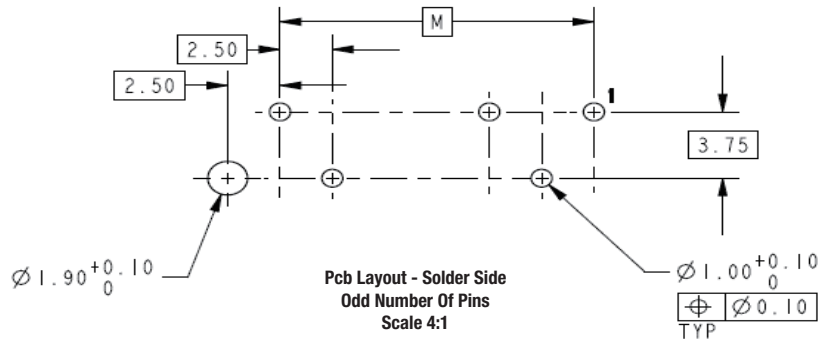 M
2.50
2.50
1
3.75
Ø1.90 +0.10 0
Ø1.00 +0.10 0
⌖ Ø0.10
TYP
Pcb Layout - Solder Side
Odd Number Of Pins
Scale 4:1